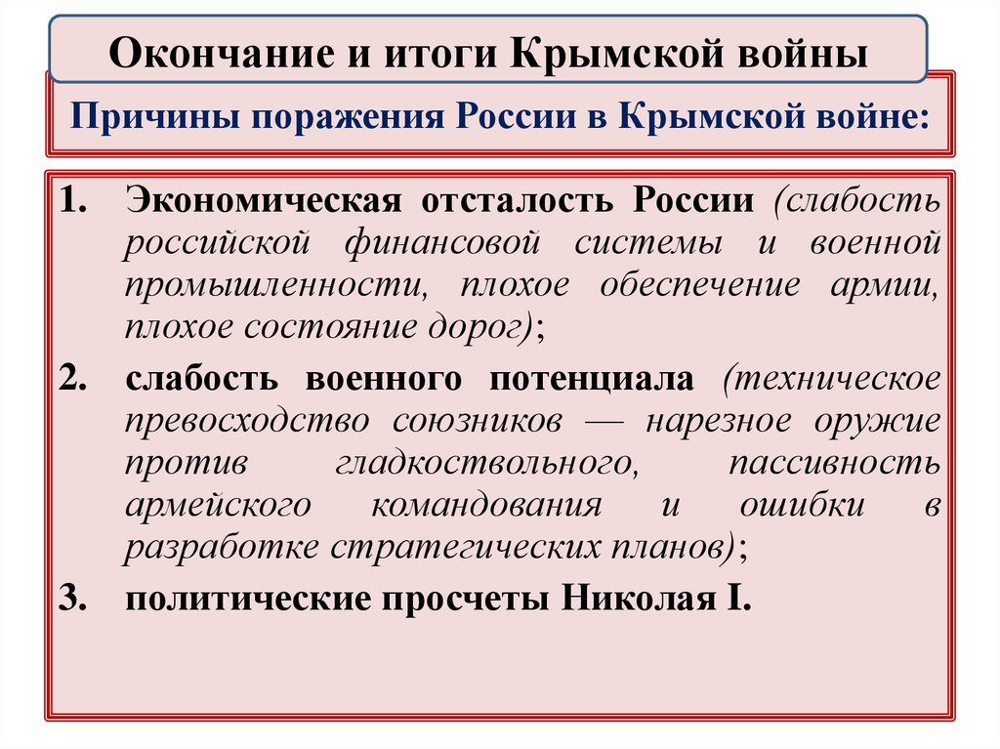 Окончание и итоги Крымской войны
Причины поражения России в Крымской войне:
1. Экономическая отсталость России (слабость
российской финансовой системы и военной
промышленности, плохое обеспечение армии,
плохое состояние дорог);
2. слабость военного потенциала (техническое
превосходство союзников — нарезное оружие
против гладкоствольного, пассивность
армейского командования и ошибки в
разработке стратегических планов);
3. политические просчеты Николая I.